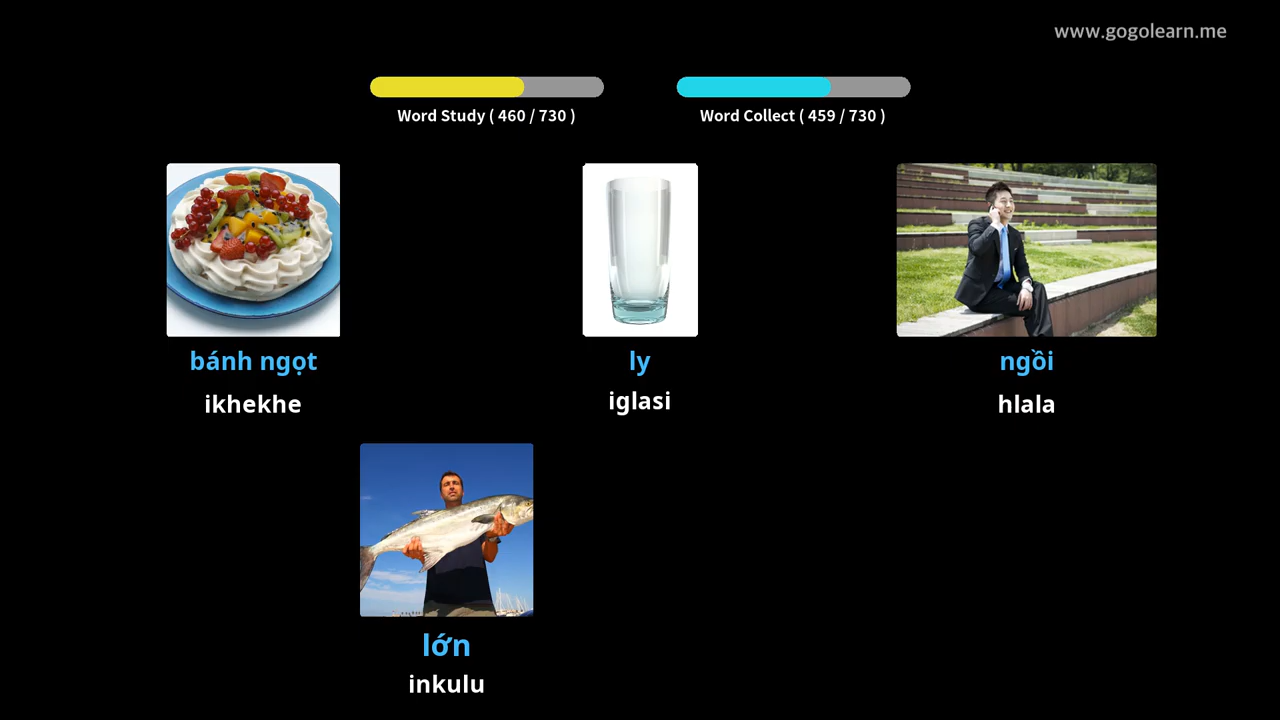 www.gogolearn.me
Word Study ( 460 / 730 )
Word Collect ( 459 / 730 )
bánh ngọt
ly
ngồi
ikhekhe
iglasi
hlala
lớn
inkulu